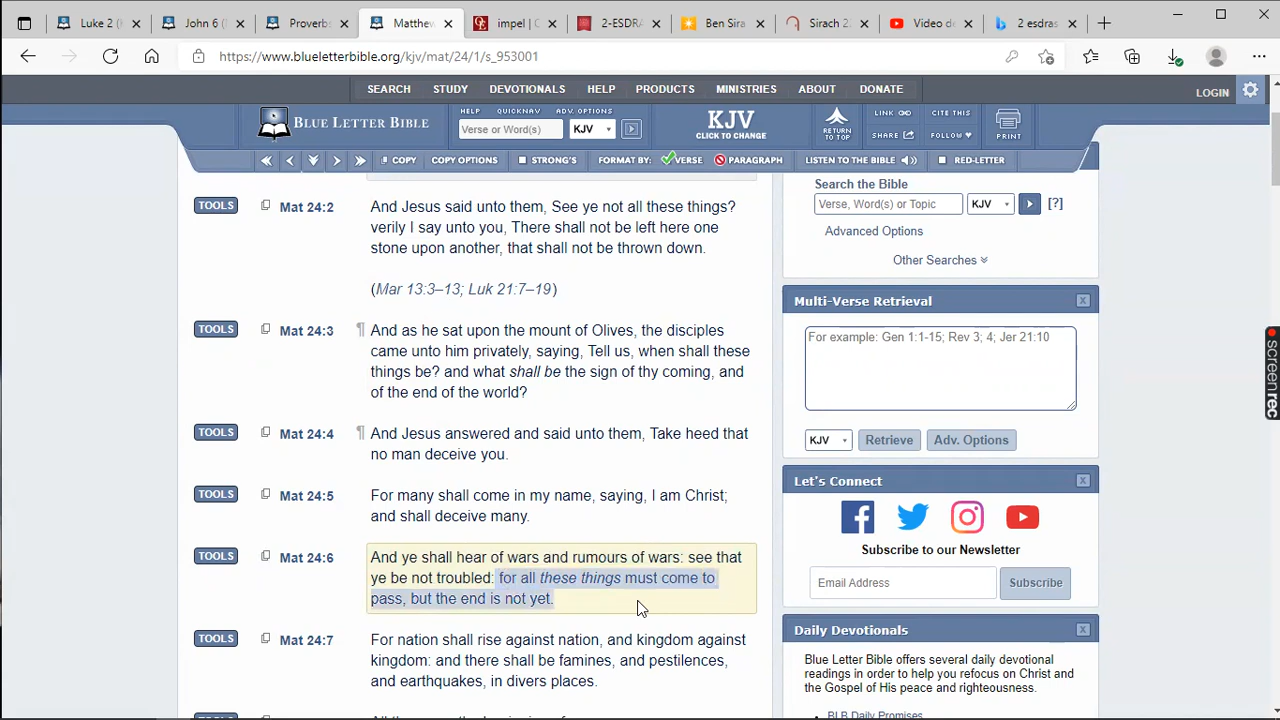 Luke 2 (
John 6 (
Proverbs
Matthew
impel | C
2-ESDRA
Ben Sira
Sirach 2
Video de
2 esdras
https://www.blueletterbible.org/kjv/mat/24/1/s_953001
SEARCH STUDY DEVOTIONALS HELP PRODUCTS MINISTRIES ABOUT DONATE
LOGIN
BLUE LETTER BIBLE
HELP QUICKNAV ADV. OPTIONS
Verse or Word(s) KJV
KJV
CLICK TO CHANGE
RETURN
TO TOP
LINK CITE THIS
SHARE FOLLOW
PRINT
COPY COPY OPTIONS STRONG'S FORMAT BY: VERSE PARAGRAPH LISTEN TO THE BIBLE RED-LETTER
TOOLS Mat 24:2 And Jesus said unto them, See ye not all these things?
verily I say unto you, There shall not be left here one
stone upon another, that shall not be thrown down.
(Mar 13:3–13; Luk 21:7–19)
TOOLS Mat 24:3 ¶ And as he sat upon the mount of Olives, the disciples
came unto him privately, saying, Tell us, when shall these
things be? and what shall be the sign of thy coming, and
of the end of the world?
TOOLS Mat 24:4 ¶ And Jesus answered and said unto them, Take heed that
no man deceive you.
TOOLS Mat 24:5 For many shall come in my name, saying, I am Christ;
and shall deceive many.
TOOLS Mat 24:6 And ye shall hear of wars and rumours of wars: see that
ye be not troubled: for all these things must come to
pass, but the end is not yet.
TOOLS Mat 24:7 For nation shall rise against nation, and kingdom against
kingdom: and there shall be famines, and pestilences,
and earthquakes, in divers places.
Search the Bible
Verse, Word(s) or Topic KJV [?]
Advanced Options
Other Searches
Multi-Verse Retrieval
For example: Gen 1:1-15; Rev 3; 4; Jer 21:10
KJV Retrieve Adv. Options
Let's Connect
Subscribe to our Newsletter
Email Address Subscribe
Daily Devotionals
Blue Letter Bible offers several daily devotional
readings in order to help you refocus on Christ and
the Gospel of His peace and righteousness.
BLB Daily Promises
screenrec